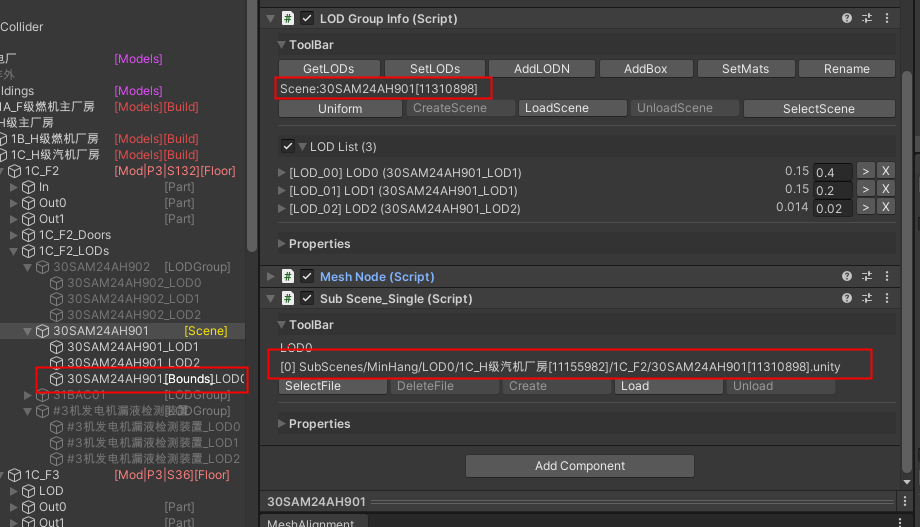 Collider
电厂 [Models]
ldings [Models]
1A_F级燃机主厂房 [Models][Build]
H级主厂房
1B_H级燃机厂房 [Models][Build]
1C_H级汽机厂房 [Models][Build]
1C_F2 [Mod|P3|S132][Floor]
In [Part]
Out0 [Part]
Out1 [Part]
1C_F2_Doors
1C_F2_LODs
30SAM24AH902 [LODGroup]
30SAM24AH902_LOD0
30SAM24AH902_LOD1
30SAM24AH902_LOD2
30SAM24AH901 [Scene]
30SAM24AH901_LOD1
30SAM24AH901_LOD2
30SAM24AH901_[Bounds]_LOD0
31BAC01 [LODGroup]
#3机发电机漏液检测装置 LODGroup]
#3机发电机漏液检测装置_LOD0
#3机发电机漏液检测装置_LOD1
#3机发电机漏液检测装置_LOD2
1C_F3 [Mod|P3|S36][Floor]
LOD
Out0 [Part]
Out1 [Part]
LOD Group Info (Script)
ToolBar
GetLODs SetLODs AddLODN AddBox SetMats Rename
Scene:30SAM24AH901[11310898]
Uniform CreateScene LoadScene UnloadScene SelectScene
LOD List (3)
[LOD_00] LOD0 (30SAM24AH901_LOD1) 0.15 0.4 > X
[LOD_01] LOD1 (30SAM24AH901_LOD1) 0.15 0.2 > X
[LOD_02] LOD2 (30SAM24AH901_LOD2) 0.014 0.02 > X
Properties
Mesh Node (Script)
Sub Scene_Single (Script)
ToolBar
LOD0
[0] SubScenes/MinHang/LOD0/1C_H级汽机厂房[11155982]/1C_F2/30SAM24AH901[11310898].unity
SelectFile DeleteFile Create Load Unload
Properties
Add Component
30SAM24AH901
MeshAlignment